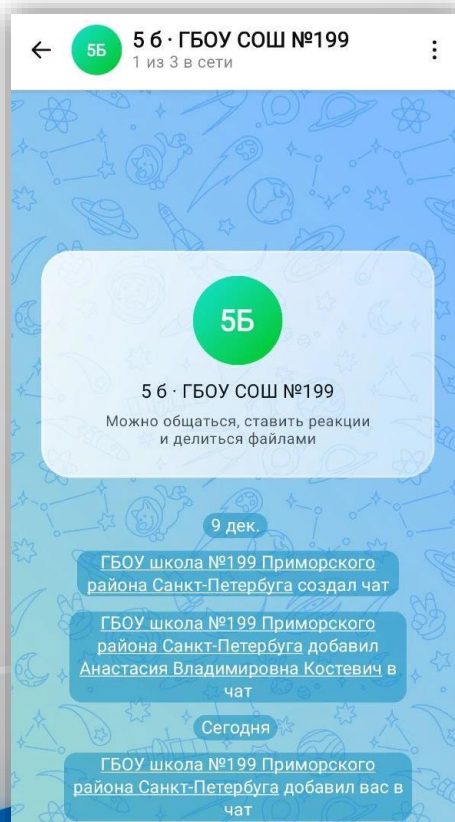 5Б
5 б · ГБОУ СОШ №199
1 из 3 в сети
5Б
5 б · ГБОУ СОШ №199
Можно общаться, ставить реакции
и делиться файлами
9 дек.
ГБОУ школа №199 Приморского
района Санкт-Петербуга создал чат
ГБОУ школа №199 Приморского
района Санкт-Петербуга добавил
Анастасия Владимировна Костевич в
чат
Сегодня
ГБОУ школа №199 Приморского
района Санкт-Петербуга добавил вас в
чат